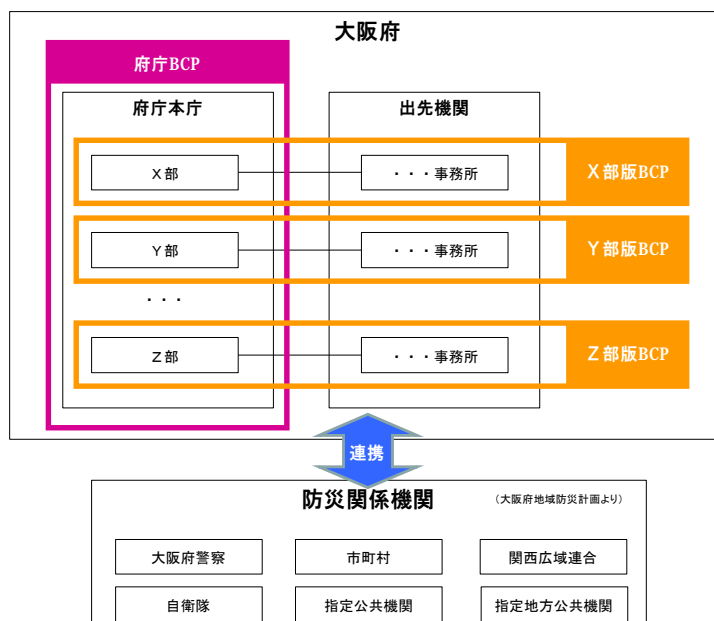 大阪府
府庁BCP
府庁本庁
出先機関
X部
・・・事務所
X部版BCP
Y部
・・・事務所
Y部版BCP
・・・
Z部
・・・事務所
Z部版BCP
連携
防災関係機関
(大阪府地域防災計画より)
大阪府警察
市町村
関西広域連合
自衛隊
指定公共機関
指定地方公共機関